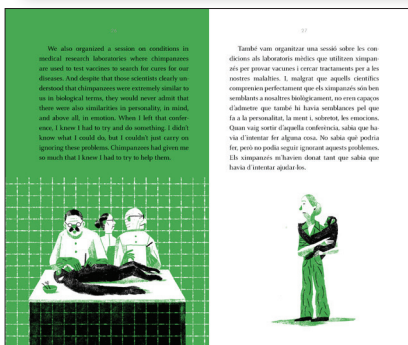 We also organized a session on conditions in
medical research laboratories where chimpanzees
are used to test vaccines to search for cures for our
diseases. And despite that those scientists clearly un-
derstood that chimpanzees were extremely similar to
us in biological terms, they would never admit that
there were also similarities in personality, in mind,
and above all, in emotion. When I left that confer-
ence, I knew I had to try and do something. I didn't
know what I could do, but I couldn't just carry on
ignoring those problems. Chimpanzees had given me
so much that I knew I had to try to help them.
També vam organitzar una sessió sobre les con-
dicions als laboratoris mèdics que utilitzen ximpan-
zés per provar vacunes i cercar tractaments per a les
nostres malalties. I, malgrat que aquells científics
comprenien perfectament que els ximpanzés són ben
semblants a nosaltres biològicament, no eren capaços
d'admetre que també hi havia semblances pel que
fa a la personalitat, la ment i, sobretot, les emocions.
Quan vaig sortir d'aquella conferència, sabia que ha-
via d'intentar fer alguna cosa. No sabia què podria
fer, però no podia seguir ignorant aquests problemes.
Els ximpanzés m'havien donat tant que sabia que
havia d'intentar ajudar-los.